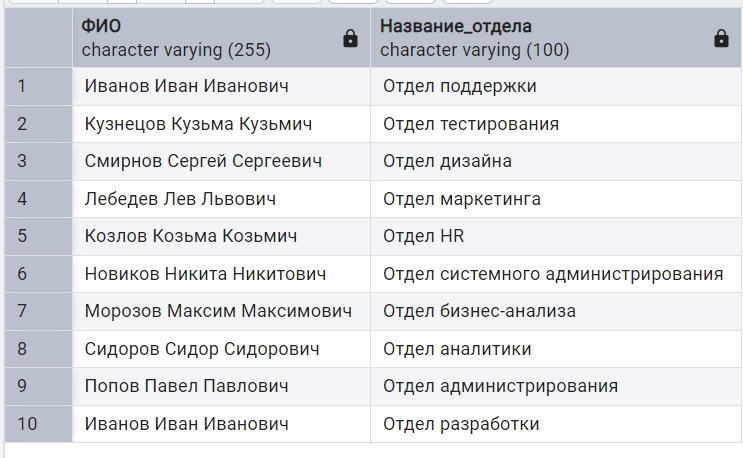 ФИО Название_отдела
character varying (255) character varying (100)
1 Иванов Иван Иванович Отдел поддержки
2 Кузнецов Кузьма Кузьмич Отдел тестирования
3 Смирнов Сергей Сергеевич Отдел дизайна
4 Лебедев Лев Львович Отдел маркетинга
5 Козлов Козьма Козьмич Отдел HR
6 Новиков Никита Никитович Отдел системного администрирования
7 Морозов Максим Максимович Отдел бизнес-анализа
8 Сидоров Сидор Сидорович Отдел аналитики
9 Попов Павел Павлович Отдел администрирования
10 Иванов Иван Иванович Отдел разработки